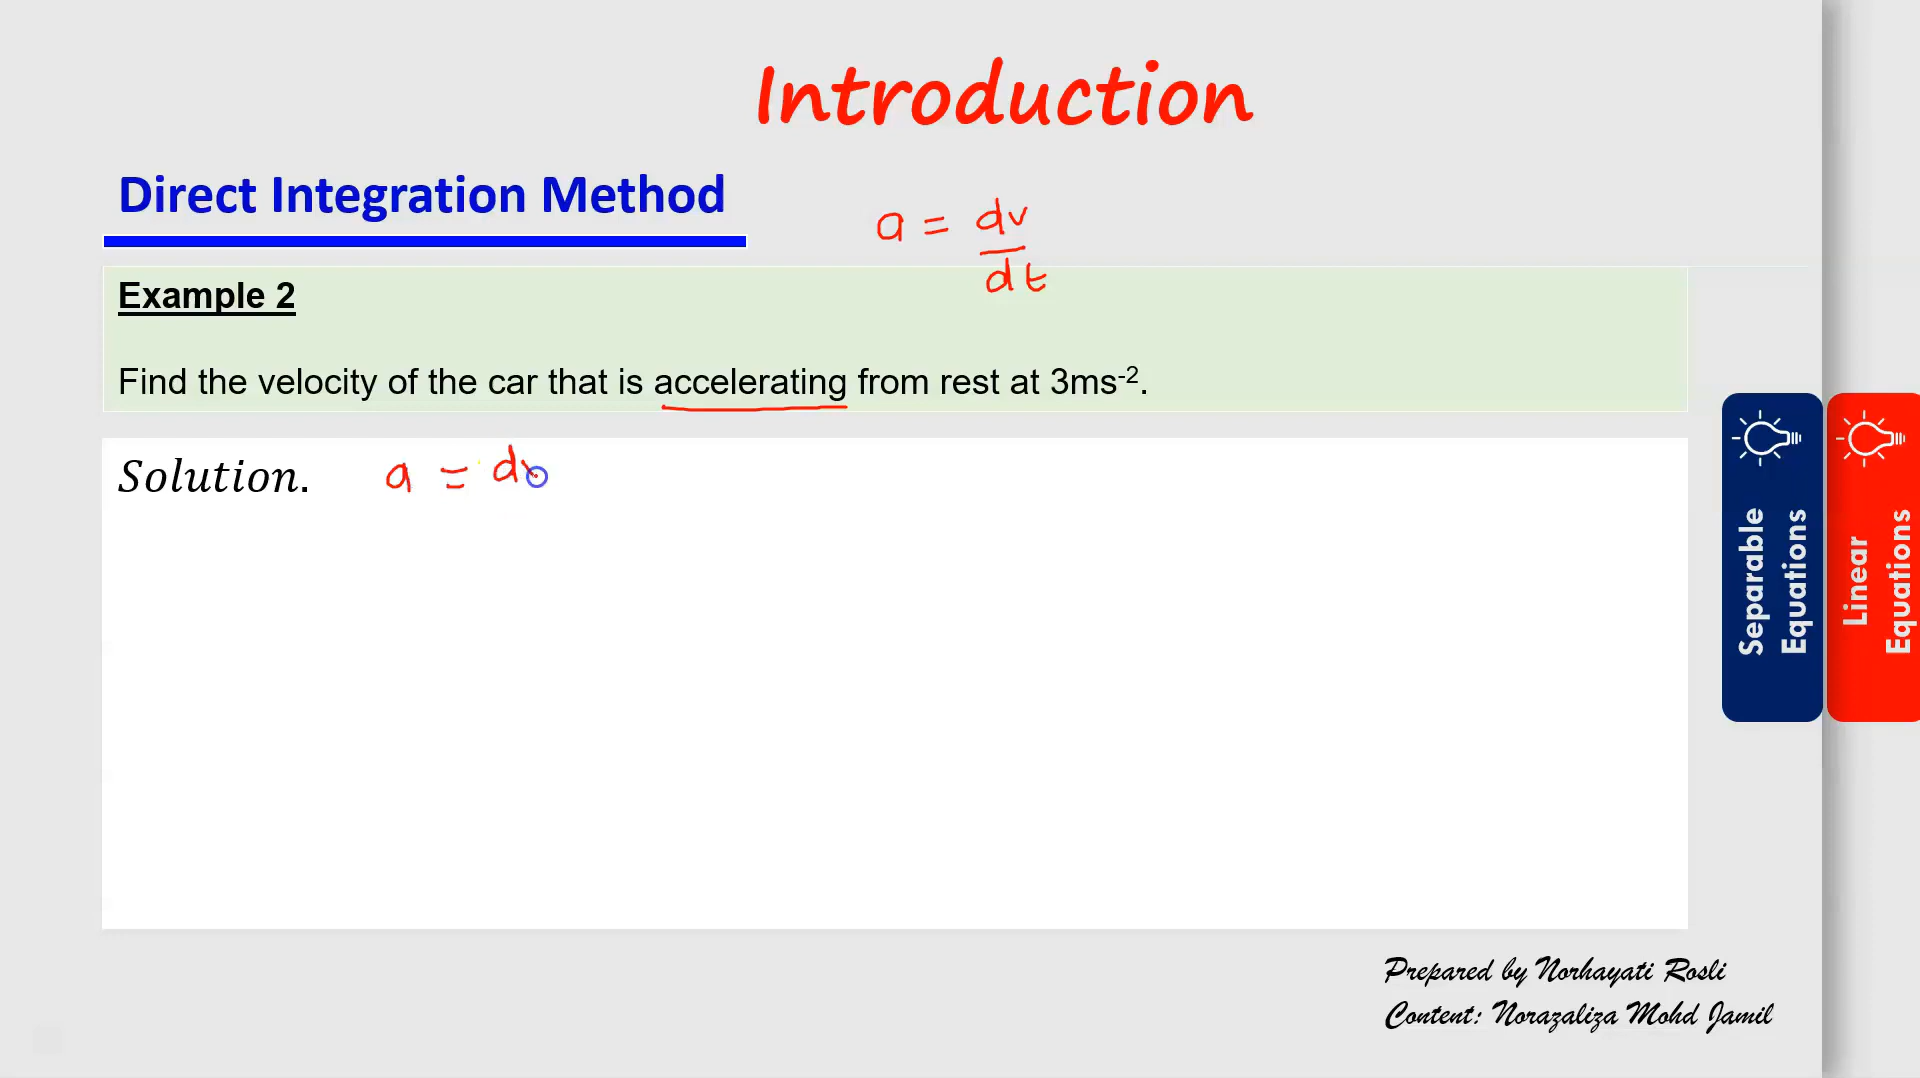 Introduction
Direct Integration Method
a = dv
dt
Example 2
Find the velocity of the car that is accelerating from rest at 3ms⁻².
Solution. a = dv
Separable
Equations
Linear
Equations
Prepared by Norhayati Rosli
Content: Norazaliza Mohd Jamil